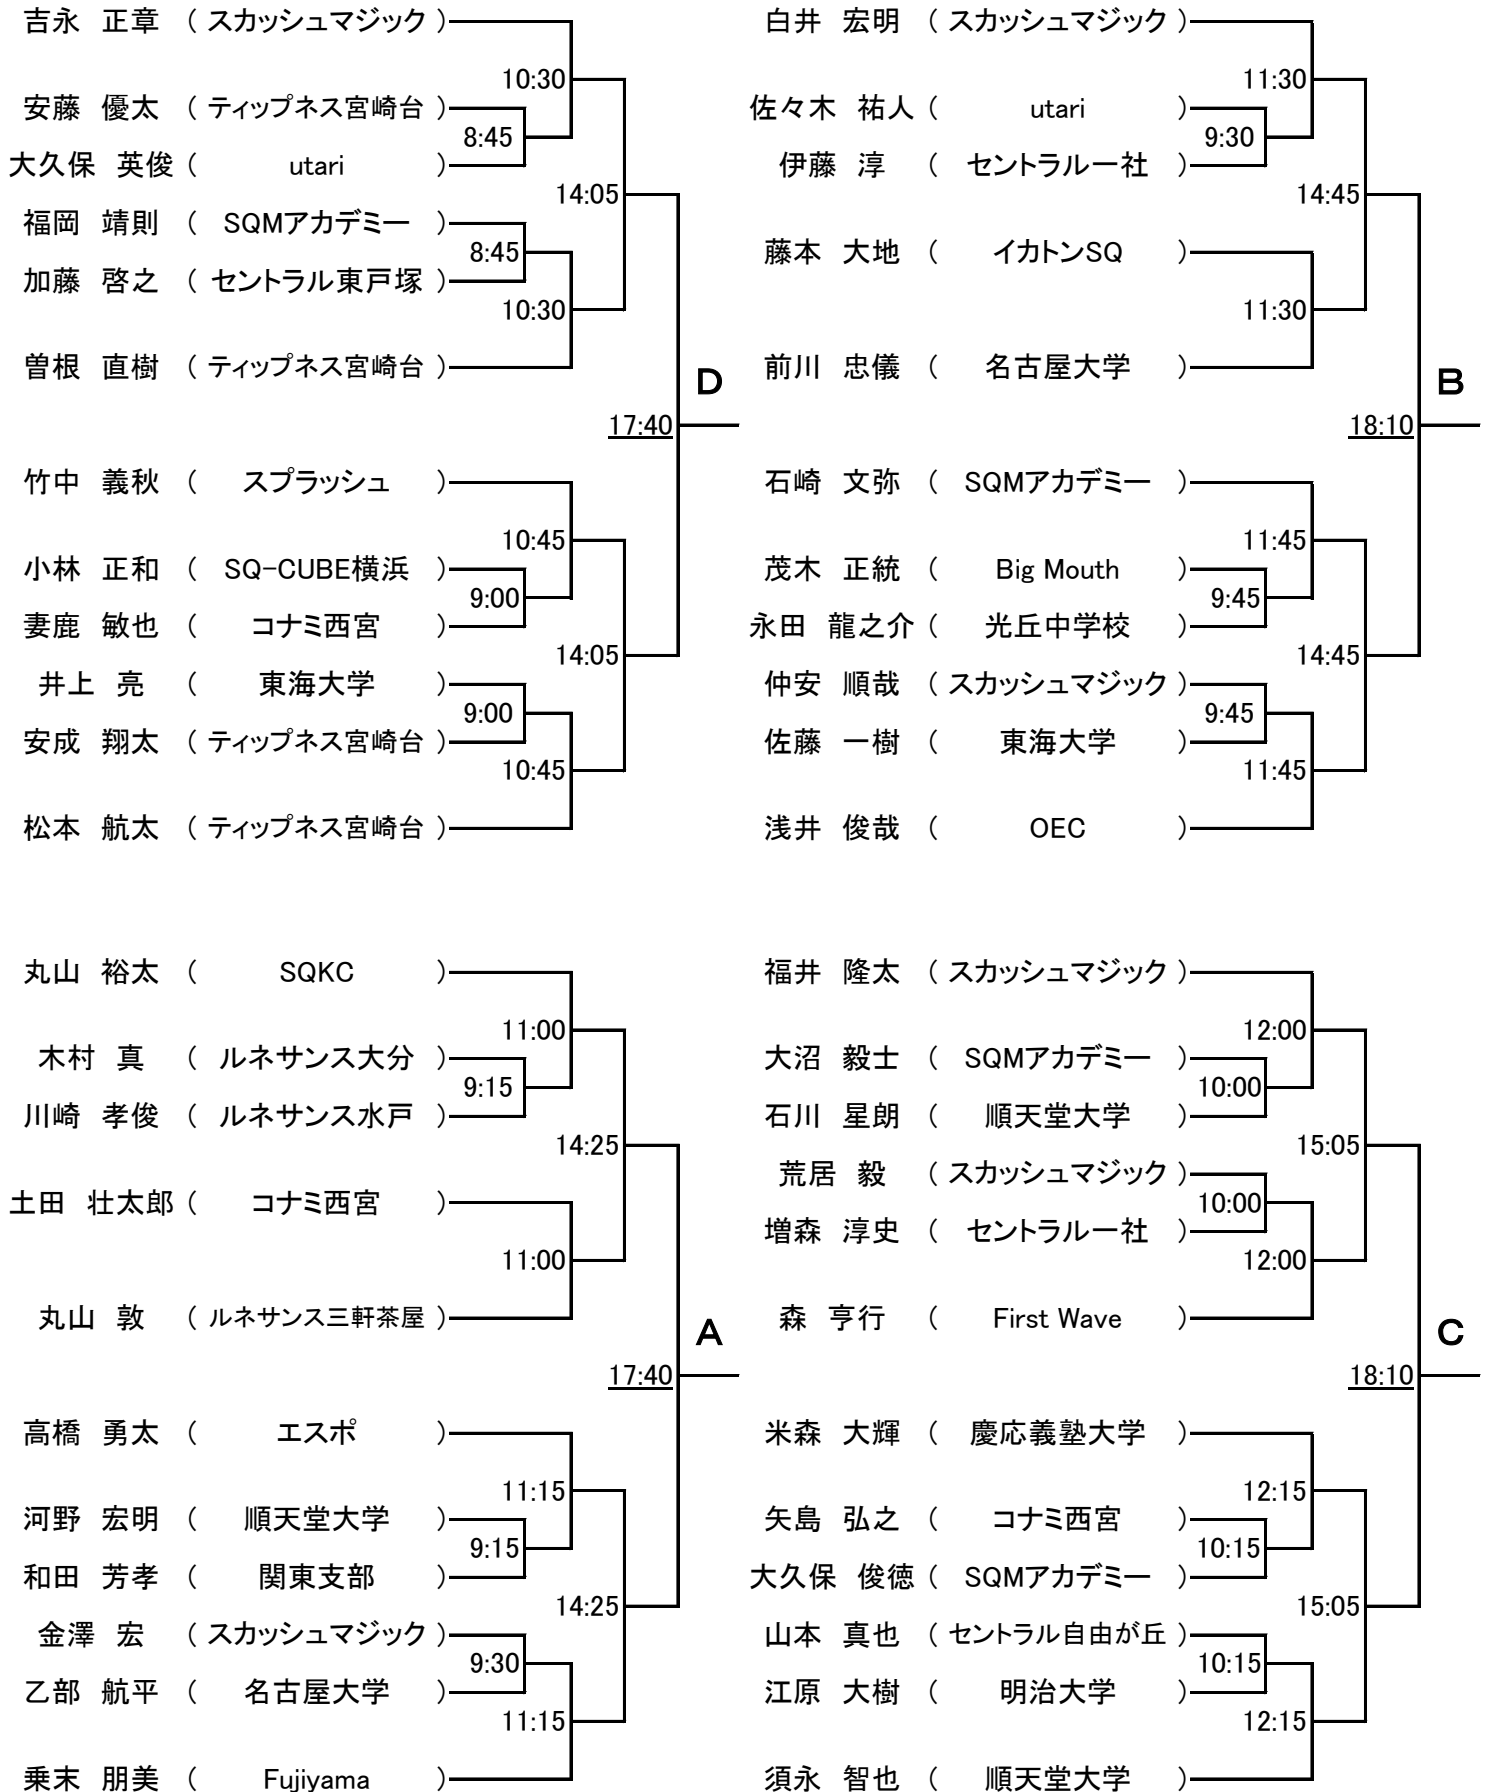 吉永 正章 ( スカッシュマジック )
10:30
安藤 優太 ( ティップネス宮崎台 )
8:45
大久保 英俊 ( utari )
14:05
福岡 靖則 ( SQMアカデミー )
8:45
加藤 啓之 ( セントラル東戸塚 )
10:30
曽根 直樹 ( ティップネス宮崎台 )
D
17:40
竹中 義秋 ( スプラッシュ )
10:45
小林 正和 ( SQ-CUBE横浜 )
9:00
妻鹿 敏也 ( コナミ西宮 )
14:05
井上 亮 ( 東海大学 )
9:00
安成 翔太 ( ティップネス宮崎台 )
10:45
松本 航太 ( ティップネス宮崎台 )
白井 宏明 ( スカッシュマジック )
11:30
佐々木 祐人 ( utari )
9:30
伊藤 淳 ( セントラル一社 )
14:45
藤本 大地 ( イカトンSQ )
11:30
前川 忠儀 ( 名古屋大学 )
B
18:10
石崎 文弥 ( SQMアカデミー )
11:45
茂木 正統 ( Big Mouth )
9:45
永田 龍之介 ( 光丘中学校 )
14:45
仲安 順哉 ( スカッシュマジック )
9:45
佐藤 一樹 ( 東海大学 )
11:45
浅井 俊哉 ( OEC )
丸山 裕太 ( SQKC )
11:00
木村 真 ( ルネサンス大分 )
9:15
川崎 孝俊 ( ルネサンス水戸 )
14:25
土田 壮太郎 ( コナミ西宮 )
11:00
丸山 敦 ( ルネサンス三軒茶屋 )
A
17:40
高橋 勇太 ( エスポ )
11:15
河野 宏明 ( 順天堂大学 )
9:15
和田 芳孝 ( 関東支部 )
14:25
金澤 宏 ( スカッシュマジック )
9:30
乙部 航平 ( 名古屋大学 )
11:15
乗末 朋美 ( Fujiyama )
福井 隆太 ( スカッシュマジック )
12:00
大沼 毅士 ( SQMアカデミー )
10:00
石川 星朗 ( 順天堂大学 )
15:05
荒居 毅 ( スカッシュマジック )
10:00
増森 淳史 ( セントラル一社 )
12:00
森 亨行 ( First Wave )
C
18:10
米森 大輝 ( 慶応義塾大学 )
12:15
矢島 弘之 ( コナミ西宮 )
10:15
大久保 俊徳 ( SQMアカデミー )
15:05
山本 真也 ( セントラル自由が丘 )
10:15
江原 大樹 ( 明治大学 )
12:15
須永 智也 ( 順天堂大学 )